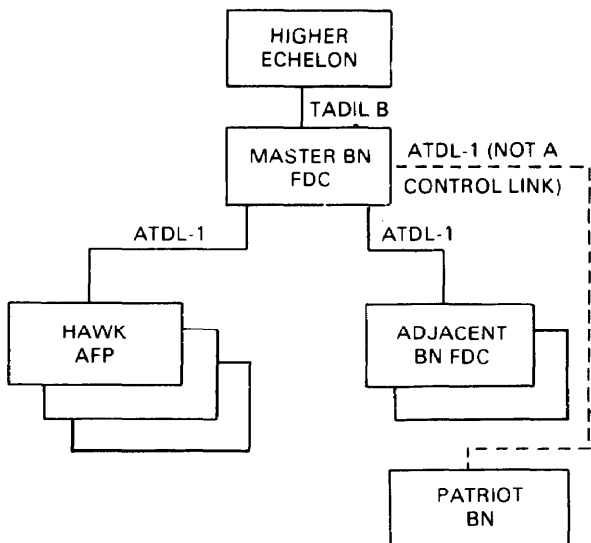 HIGHER
ECHELON
TADIL B
MASTER BN
FDC
ATDL-1 (NOT A
CONTROL LINK)
ATDL-1
ATDL-1
HAWK
AFP
ADJACENT
BN FDC
PATRIOT
BN